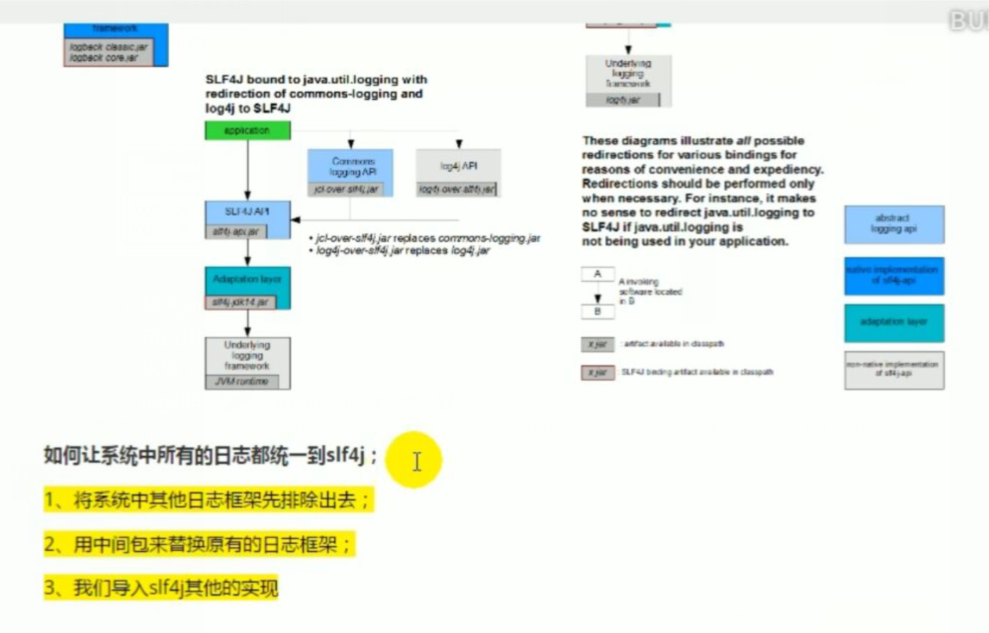 framework
logback classic.jar
logback core.jar
SLF4J bound to java.util.logging with
redirection of commons-logging and
log4j to SLF4J
application
Commons
logging API
jcl-over-slf4j.jar
log4j API
log4j-over-slf4j.jar
SLF4J API
slf4j-api.jar
• jcl-over-slf4j.jar replaces commons-logging.jar
• log4j-over-slf4j.jar replaces log4j.jar
Adaptation layer
slf4j-jdk14.jar
Underlying
logging
framework
JVM runtime
BU
Underlying
logging
framework
log4j.jar
These diagrams illustrate all possible
redirections for various bindings for
reasons of convenience and expediency.
Redirections should be performed only
when necessary. For instance, it makes
no sense to redirect java.util.logging to
SLF4J if java.util.logging is
not being used in your application.
A
B
A invoking
software located
in B
x.jar
: artifact available in classpath
x.jar
: SLF4J binding artifact available in classpath
abstract
logging api
native implementation
of slf4j-api
adaptation layer
non-native implementation
of slf4j-api
如何让系统中所有的日志都统一到slf4j；
1、将系统中其他日志框架先排除出去；
2、用中间包来替换原有的日志框架；
3、我们导入slf4j其他的实现